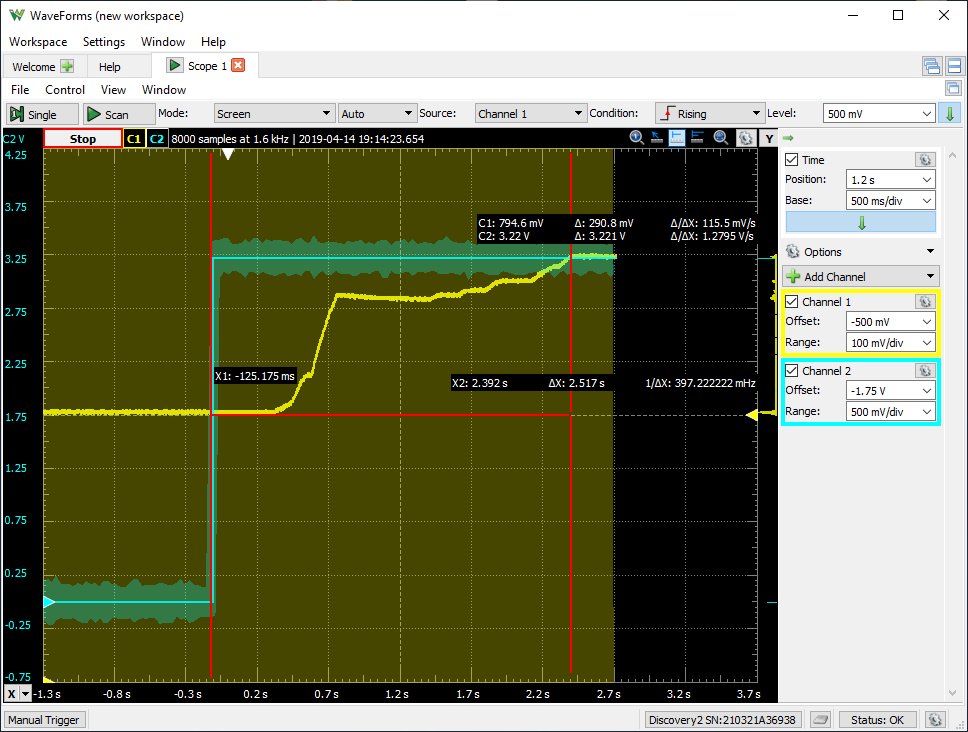 WaveForms (new workspace)
Workspace Settings Window Help
Welcome Help Scope 1
File Control View Window
Single Scan Mode: Screen Auto Source: Channel 1 Condition: Rising Level: 500 mV
C2 V Stop C1 C2 8000 samples at 1.6 kHz | 2019-04-14 19:14:23.654 Y
4.25
3.75
3.25
2.75
2.25
1.75
1.25
0.75
0.25
-0.25
-0.75
C1: 794.6 mV Δ: 290.8 mV Δ/ΔX: 115.5 mV/s
C2: 3.22 V Δ: 3.221 V Δ/ΔX: 1.2795 V/s
X1: -125.175 ms
X2: 2.392 s ΔX: 2.517 s 1/ΔX: 397.222222 mHz
X -1.3 s -0.8 s -0.3 s 0.2 s 0.7 s 1.2 s 1.7 s 2.2 s 2.7 s 3.2 s 3.7 s
Time
Position: 1.2 s
Base: 500 ms/div
Options
Add Channel
Channel 1
Offset: -500 mV
Range: 100 mV/div
Channel 2
Offset: -1.75 V
Range: 500 mV/div
Manual Trigger Discovery2 SN:210321A36938 Status: OK